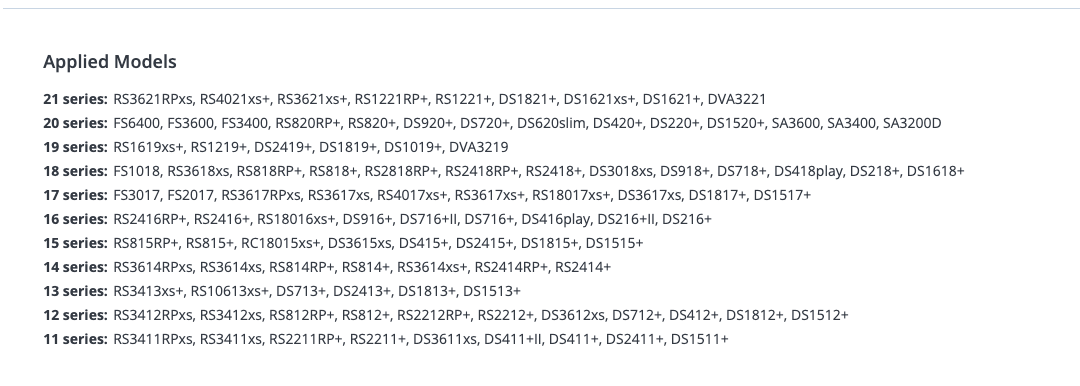 Applied Models
21 series: RS3621RPxs, RS4021xs+, RS3621xs+, RS1221RP+, RS1221+, DS1821+, DS1621xs+, DS1621+, DVA3221
20 series: FS6400, FS3600, FS3400, RS820RP+, RS820+, DS920+, DS720+, DS620slim, DS420+, DS220+, DS1520+, SA3600, SA3400, SA3200D
19 series: RS1619xs+, RS1219+, DS2419+, DS1819+, DS1019+, DVA3219
18 series: FS1018, RS3618xs, RS818RP+, RS818+, RS2818RP+, RS2418RP+, RS2418+, DS3018xs, DS918+, DS718+, DS418play, DS218+, DS1618+
17 series: FS3017, FS2017, RS3617RPxs, RS3617xs, RS4017xs+, RS3617xs+, RS18017xs+, DS3617xs, DS1817+, DS1517+
16 series: RS2416RP+, RS2416+, RS18016xs+, DS916+, DS716+II, DS716+, DS416play, DS216+II, DS216+
15 series: RS815RP+, RS815+, RC18015xs+, DS3615xs, DS415+, DS2415+, DS1815+, DS1515+
14 series: RS3614RPxs, RS3614xs, RS814RP+, RS814+, RS3614xs+, RS2414RP+, RS2414+
13 series: RS3413xs+, RS10613xs+, DS713+, DS2413+, DS1813+, DS1513+
12 series: RS3412RPxs, RS3412xs, RS812RP+, RS812+, RS2212RP+, RS2212+, DS3612xs, DS712+, DS412+, DS1812+, DS1512+
11 series: RS3411RPxs, RS3411xs, RS2211RP+, RS2211+, DS3611xs, DS411+II, DS411+, DS2411+, DS1511+